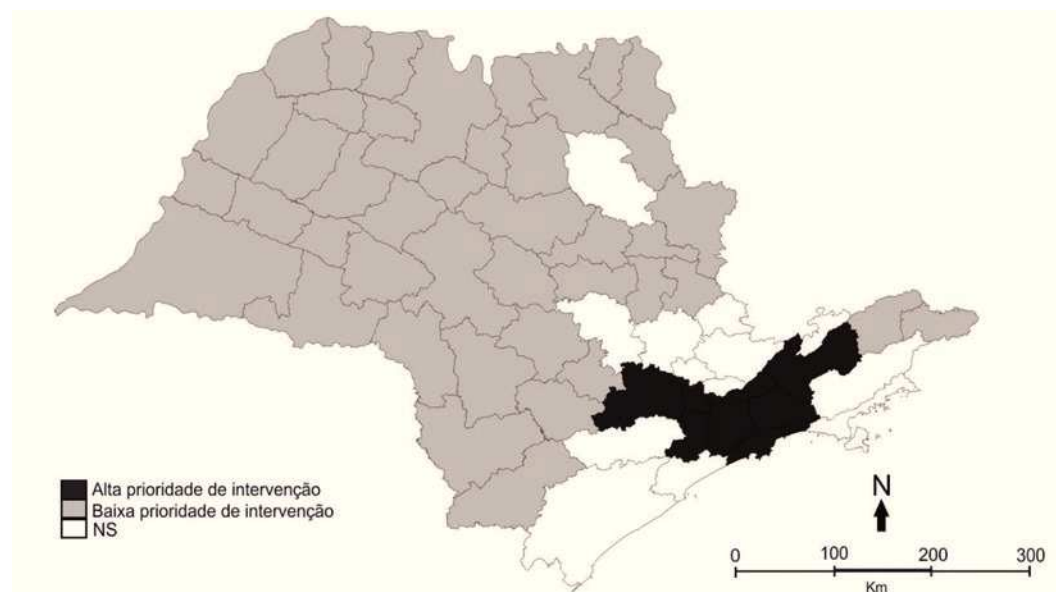 Alta prioridade de intervenção
Baixa prioridade de intervenção
NS
N
0 100 200 300
Km